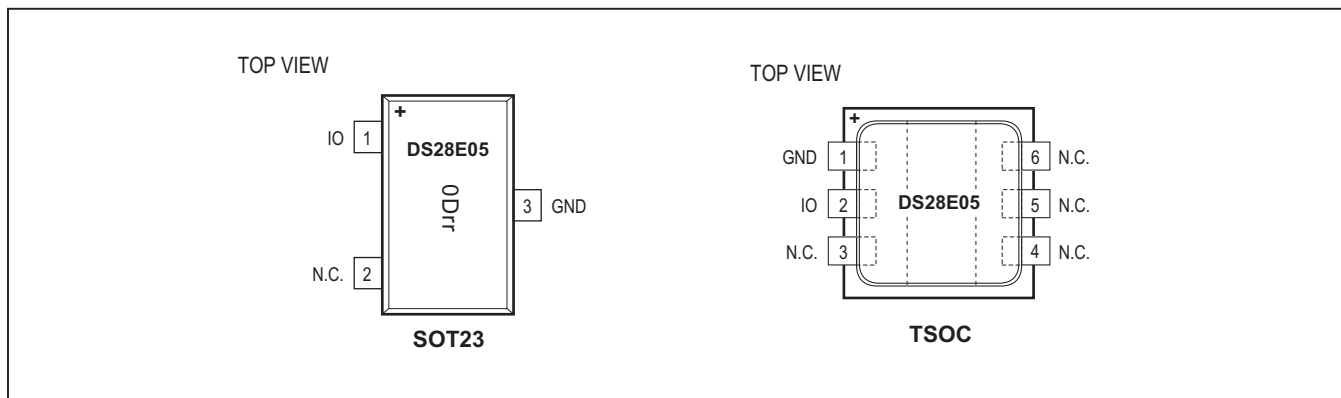 TOP VIEW
+
IO 1
DS28E05
0Drr
3 GND
N.C. 2
SOT23
TOP VIEW
+
GND 1
6 N.C.
IO 2
DS28E05
5 N.C.
N.C. 3
4 N.C.
TSOC